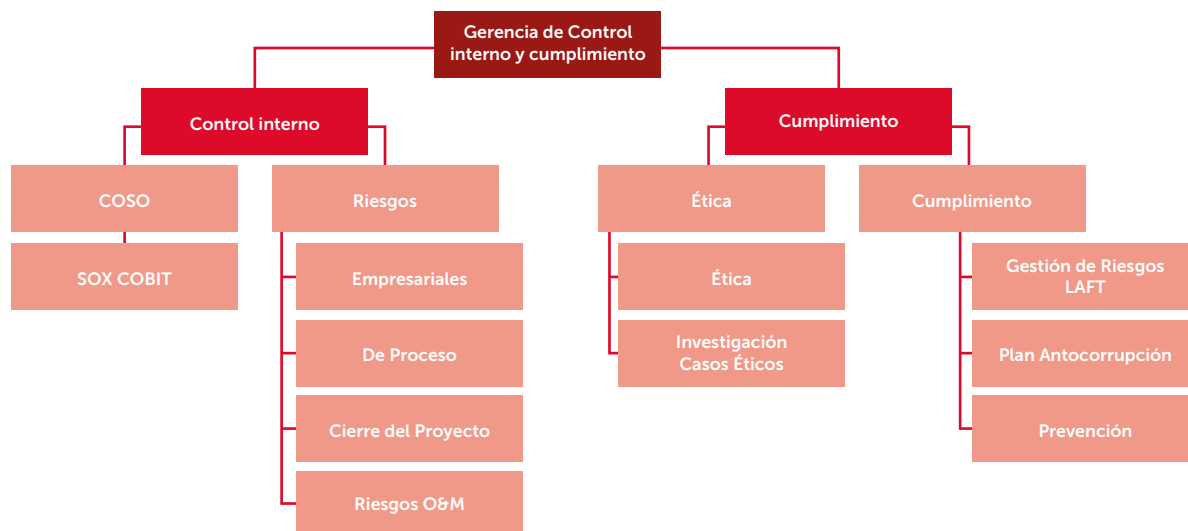 Gerencia de Control
interno y cumplimiento
Control interno
Cumplimiento
COSO
Riesgos
Ética
Cumplimiento
SOX COBIT
Empresariales
Ética
Gestión de Riesgos
LAFT
De Proceso
Investigación
Casos Éticos
Plan Antocorrupción
Cierre del Proyecto
Prevención
Riesgos O&M